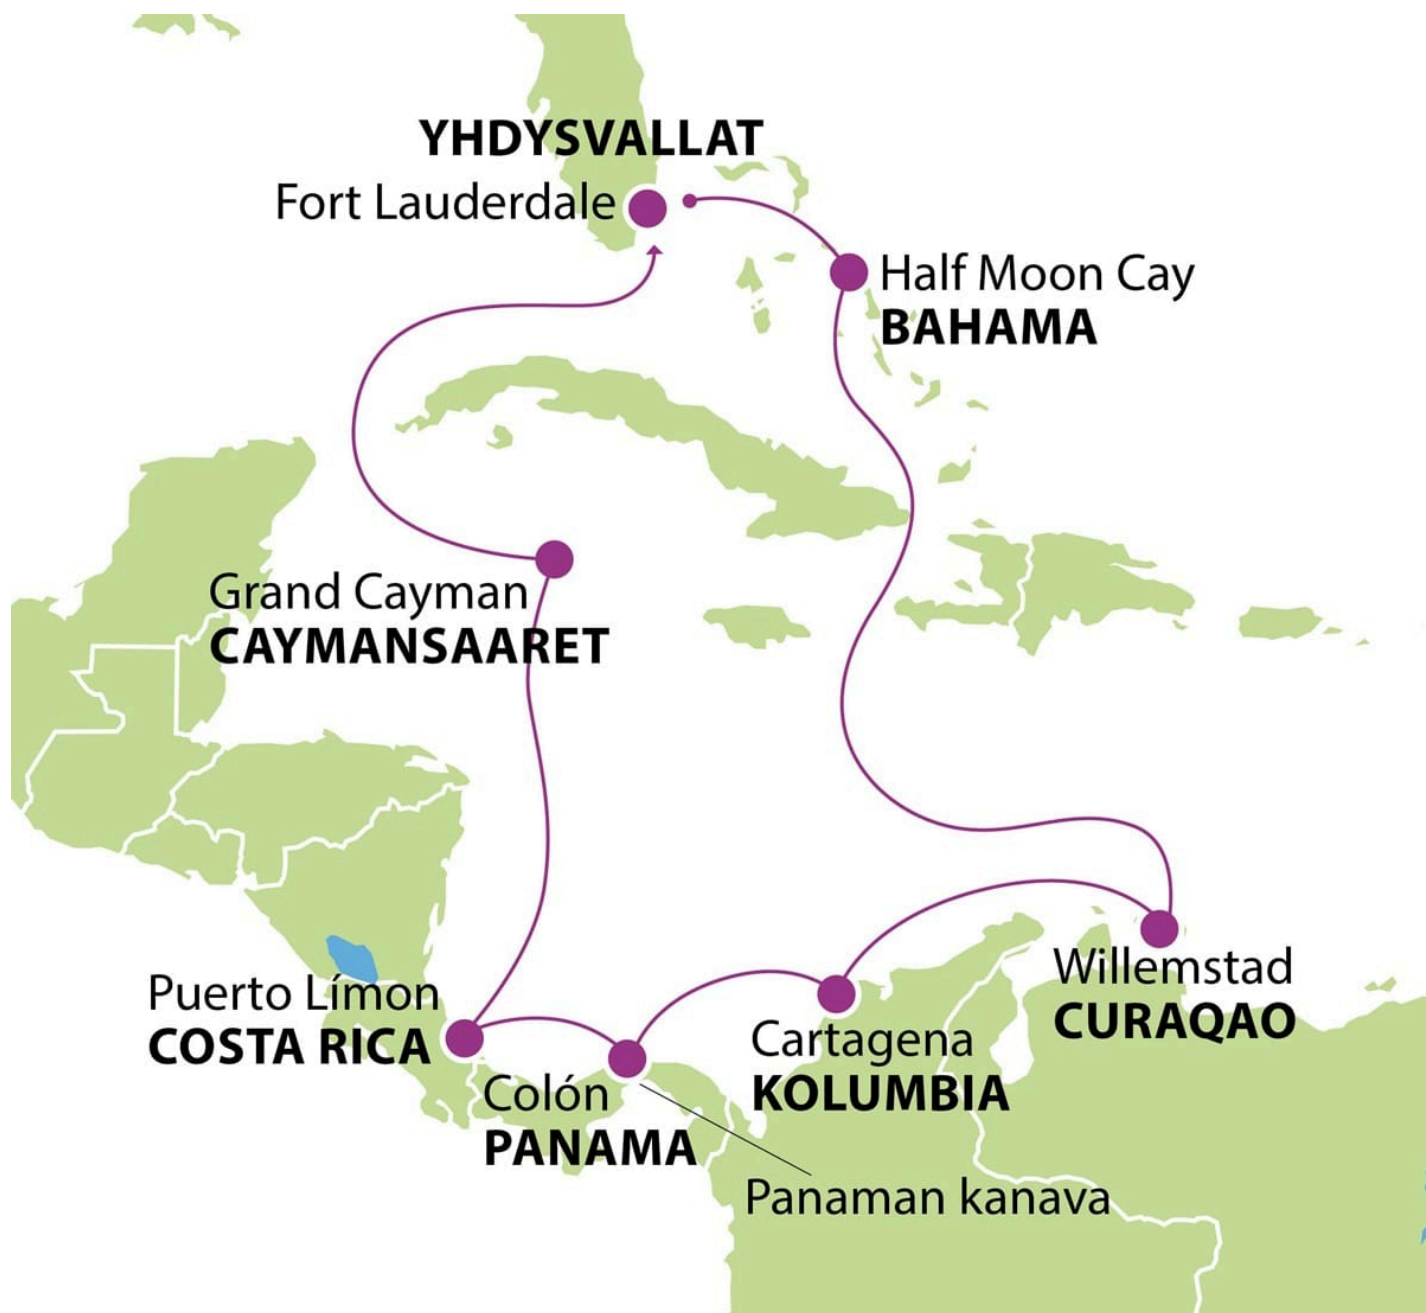 YHDYSVALLAT
Fort Lauderdale
Half Moon Cay
BAHAMA
Grand Cayman
CAYMANSAARET
Puerto Límon
COSTA RICA
Willemstad
CURAQAO
Cartagena
KOLUMBIA
Colón
PANAMA
Panaman kanava